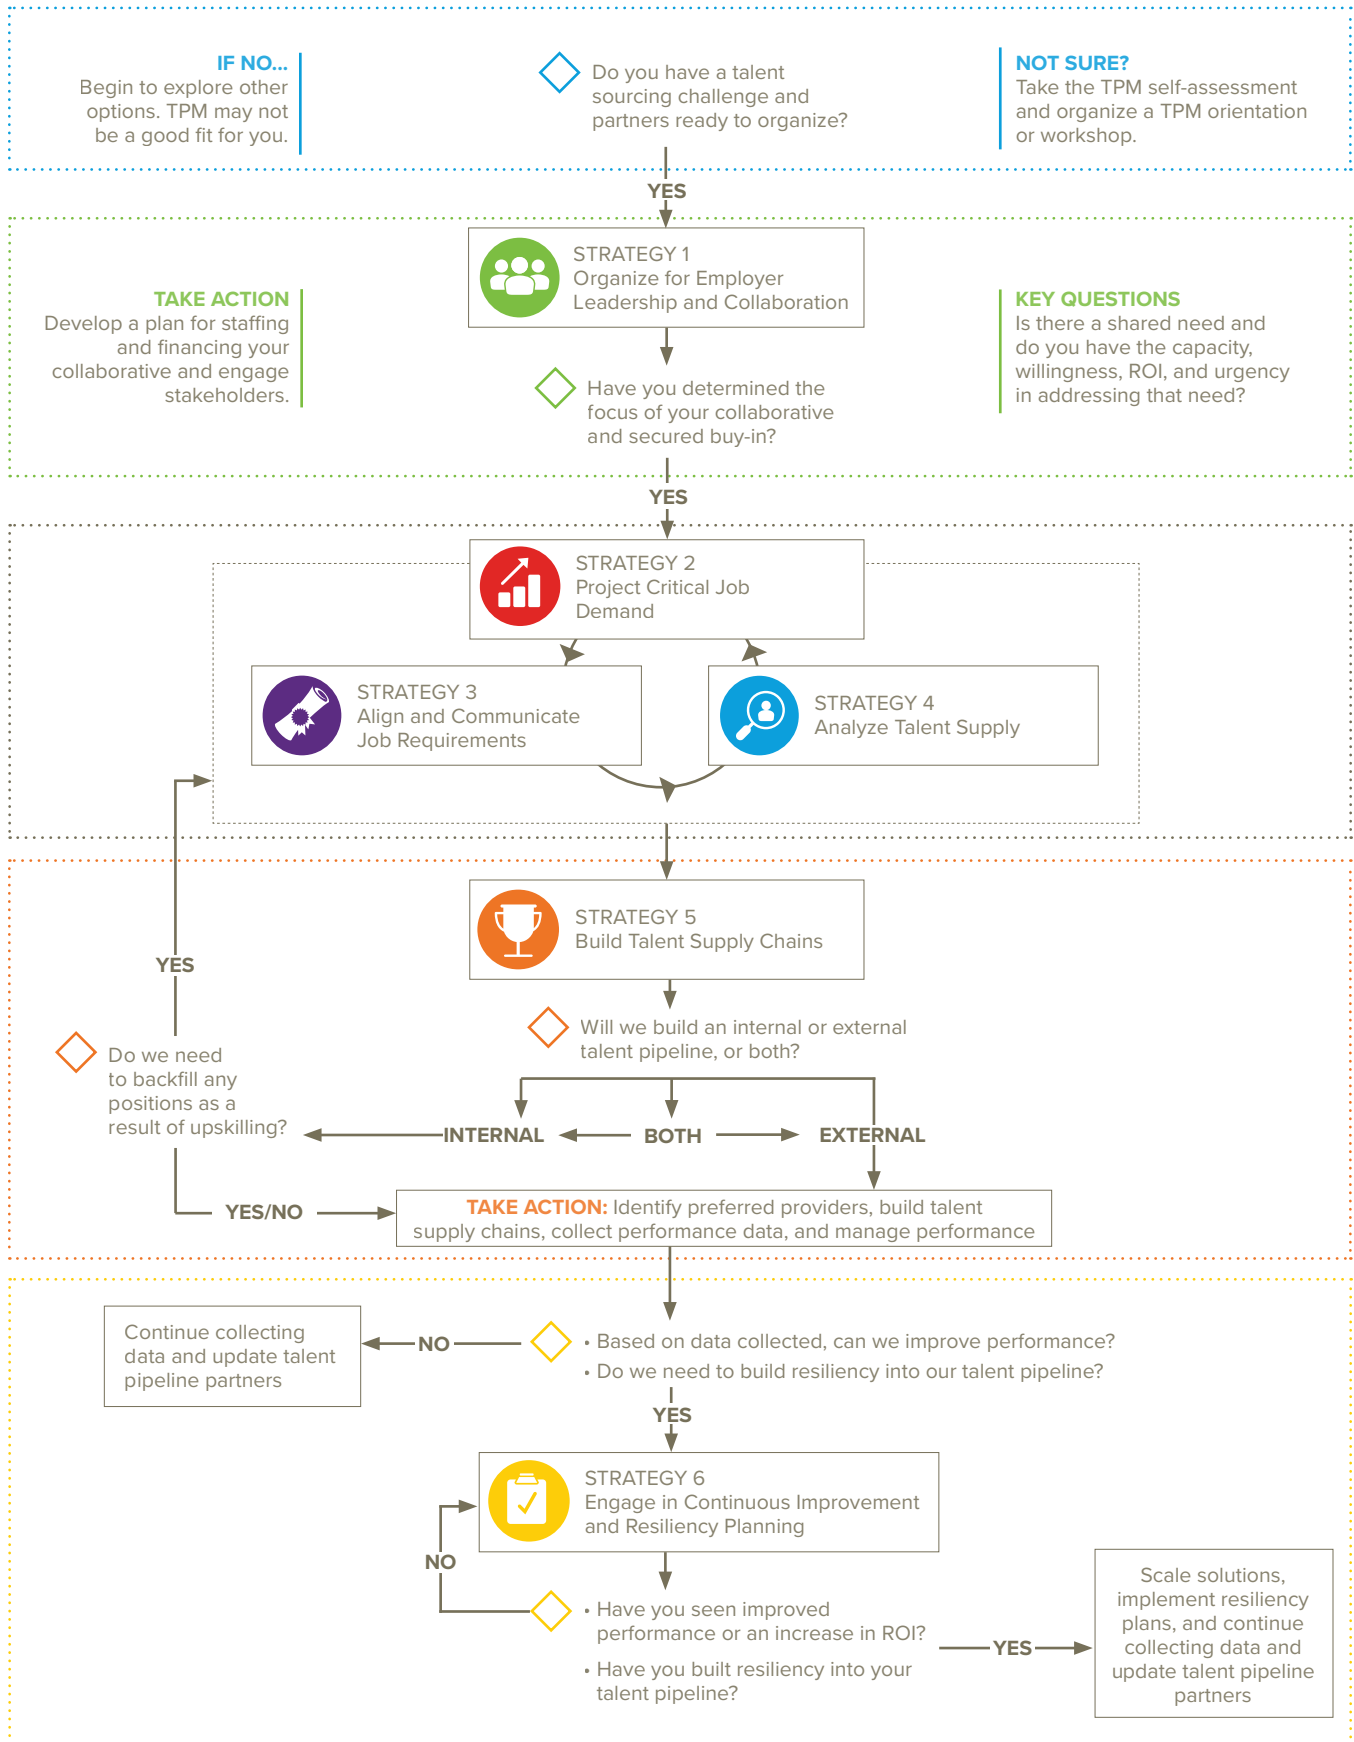 IF NO...
Begin to explore other
options. TPM may not
be a good fit for you.
Do you have a talent
sourcing challenge and
partners ready to organize?
NOT SURE?
Take the TPM self-assessment
and organize a TPM orientation
or workshop.
YES
STRATEGY 1
Organize for Employer
Leadership and Collaboration
TAKE ACTION
Develop a plan for staffing
and financing your
collaborative and engage
stakeholders.
KEY QUESTIONS
Is there a shared need and
do you have the capacity,
willingness, ROI, and urgency
in addressing that need?
Have you determined the
focus of your collaborative
and secured buy-in?
YES
STRATEGY 2
Project Critical Job
Demand
STRATEGY 3
Align and Communicate
Job Requirements
STRATEGY 4
Analyze Talent Supply
STRATEGY 5
Build Talent Supply Chains
YES
Will we build an internal or external
talent pipeline, or both?
Do we need
to backfill any
positions as a
result of upskilling?
INTERNAL
BOTH
EXTERNAL
YES/NO
TAKE ACTION: Identify preferred providers, build talent
supply chains, collect performance data, and manage performance
Continue collecting
data and update talent
pipeline partners
NO
• Based on data collected, can we improve performance?
• Do we need to build resiliency into our talent pipeline?
YES
STRATEGY 6
Engage in Continuous Improvement
and Resiliency Planning
NO
• Have you seen improved
performance or an increase in ROI?
• Have you built resiliency into your
talent pipeline?
YES
Scale solutions,
implement resiliency
plans, and continue
collecting data and
update talent pipeline
partners